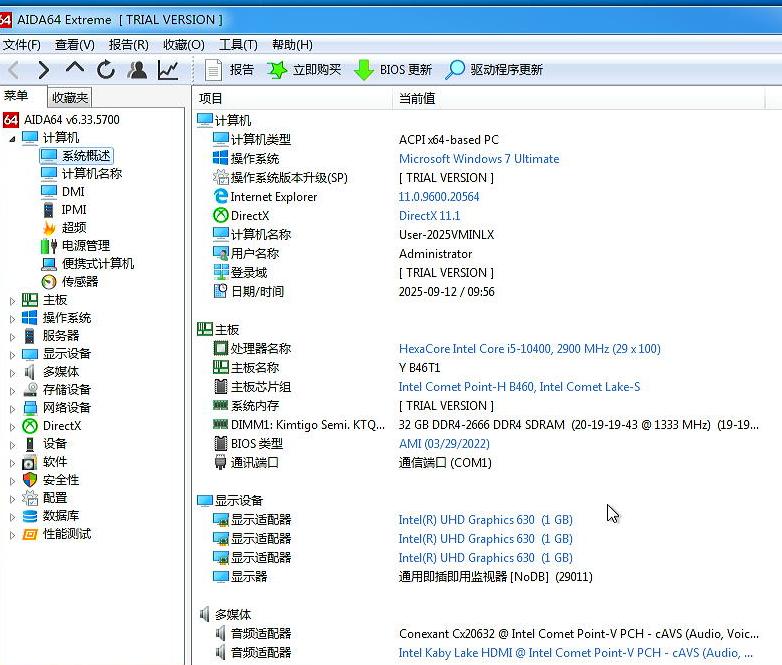 64 AIDA64 Extreme [ TRIAL VERSION ]
文件(F) 查看(V) 报告(R) 收藏(O) 工具(T) 帮助(H)
报告 立即购买 BIOS 更新 驱动程序更新
菜单 收藏夹
项目 当前值
64 AIDA64 v6.33.5700
计算机
系统概述
计算机名称
DMI
IPMI
超频
电源管理
便携式计算机
传感器
主板
操作系统
服务器
显示设备
多媒体
存储设备
网络设备
DirectX
设备
软件
安全性
配置
数据库
性能测试
计算机
计算机类型 ACPI x64-based PC
操作系统 Microsoft Windows 7 Ultimate
操作系统版本升级(SP) [ TRIAL VERSION ]
Internet Explorer 11.0.9600.20564
DirectX DirectX 11.1
计算机名称 User-2025VMINLX
用户名称 Administrator
登录域 [ TRIAL VERSION ]
日期/时间 2025-09-12 / 09:56
主板
处理器名称 HexaCore Intel Core i5-10400, 2900 MHz (29 x 100)
主板名称 Y B46T1
主板芯片组 Intel Comet Point-H B460, Intel Comet Lake-S
系统内存 [ TRIAL VERSION ]
DIMM1: Kimtigo Semi. KTQ... 32 GB DDR4-2666 DDR4 SDRAM (20-19-19-43 @ 1333 MHz) (19-19...
BIOS 类型 AMI (03/29/2022)
通讯端口 通信端口 (COM1)
显示设备
显示适配器 Intel(R) UHD Graphics 630 (1 GB)
显示适配器 Intel(R) UHD Graphics 630 (1 GB)
显示适配器 Intel(R) UHD Graphics 630 (1 GB)
显示器 通用即插即用监视器 [NoDB] (29011)
多媒体
音频适配器 Conexant Cx20632 @ Intel Comet Point-V PCH - cAVS (Audio, Voic...
音频适配器 Intel Kaby Lake HDMI @ Intel Comet Point-V PCH - cAVS (Audio, ...